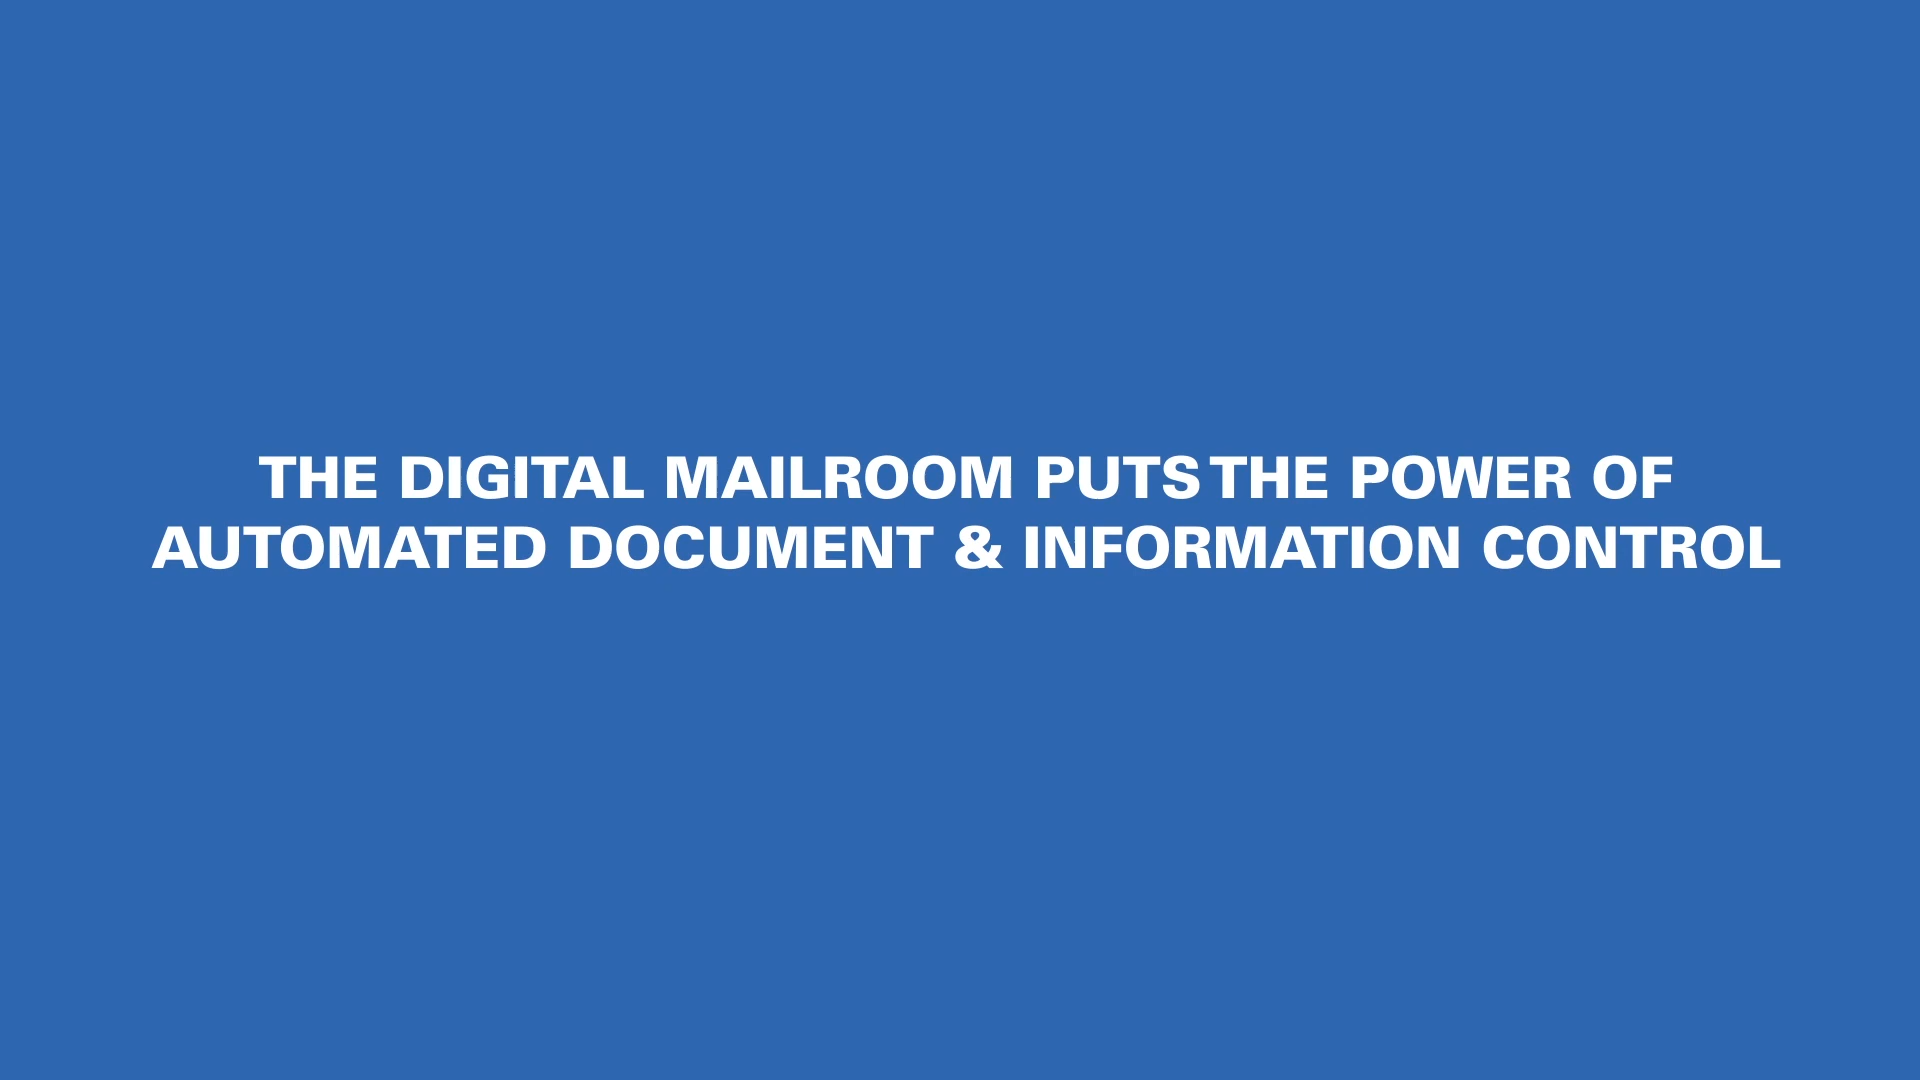 THE DIGITAL MAILROOM PUTS THE POWER OF
AUTOMATED DOCUMENT & INFORMATION CONTROL